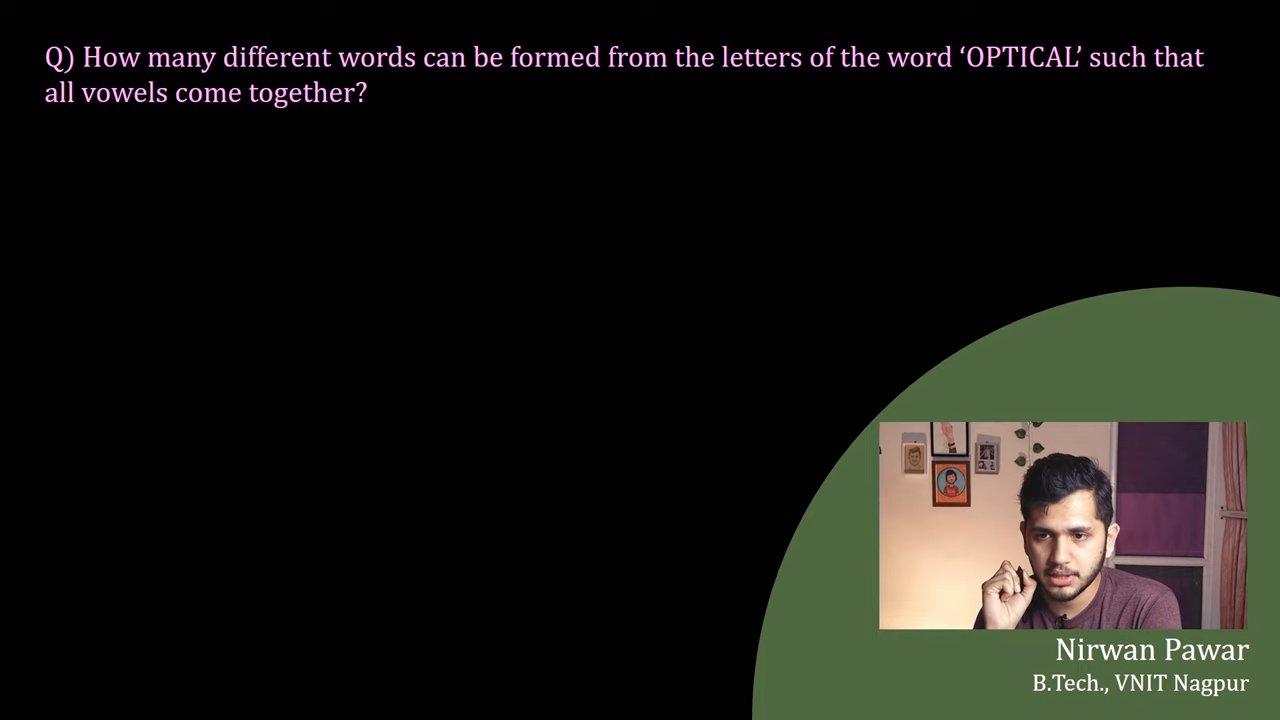 Q) How many different words can be formed from the letters of the word ‘OPTICAL’ such that
all vowels come together?
Nirwan Pawar
B.Tech., VNIT Nagpur